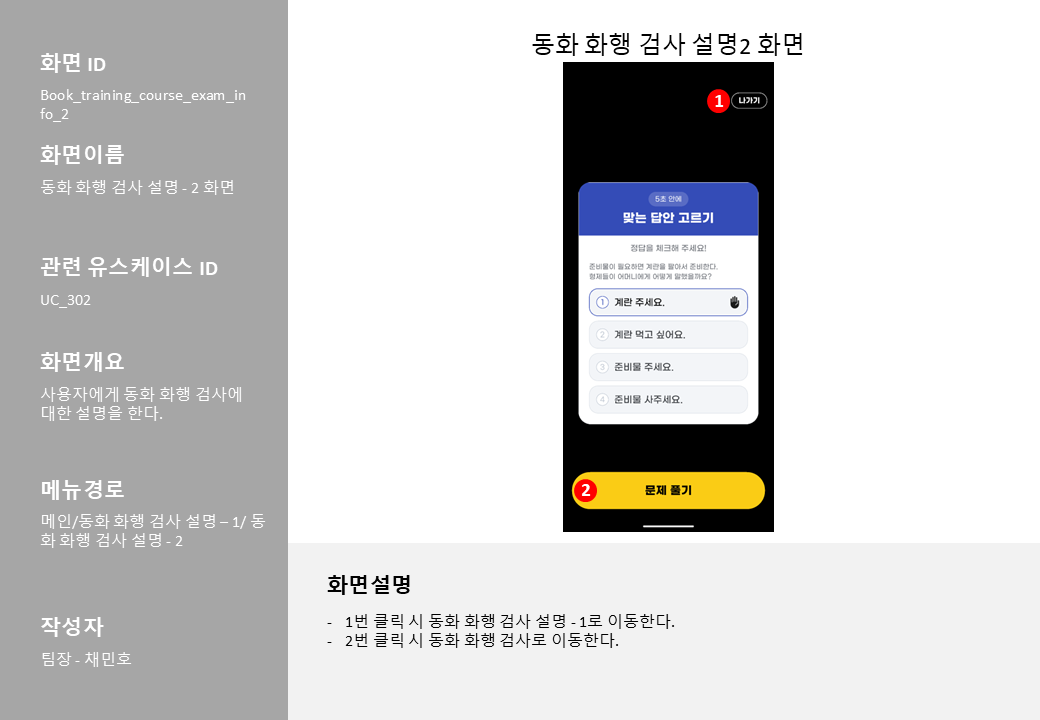 화면 ID
Book_training_course_exam_in
fo_2
화면이름
동화 화행 검사 설명 - 2 화면
관련 유스케이스 ID
UC_302
화면개요
사용자에게 동화 화행 검사에
대한 설명을 한다.
메뉴경로
메인/동화 화행 검사 설명 – 1/ 동
화 화행 검사 설명 - 2
작성자
팀장 - 채민호
동화 화행 검사 설명2 화면
1 나가기
5초 안에
맞는 답안 고르기
정답을 체크해 주세요!
준비물이 필요하면 계란을 팔아서 준비한다.
형제들이 어머니에게 어떻게 말했을까요?
1 계란 주세요.
2 계란 먹고 싶어요.
3 준비물 주세요.
4 준비물 사주세요.
2 문제 풀기
화면설명
- 1번 클릭 시 동화 화행 검사 설명 - 1로 이동한다.
- 2번 클릭 시 동화 화행 검사로 이동한다.